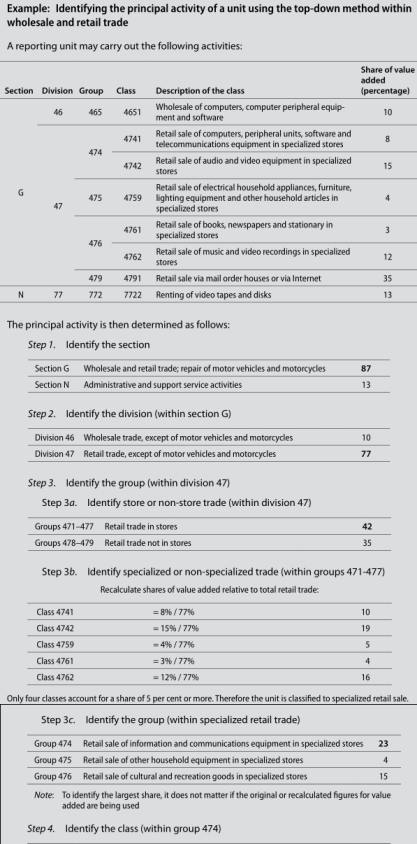 Example: Identifying the principal activity of a unit using the top-down method within
wholesale and retail trade
A reporting unit may carry out the following activities:
Share of value
added
Section Division Group Class Description of the class (percentage)
46 465 4651 Wholesale of computers, computer peripheral equip-
ment and software 10
4741 Retail sale of computers, peripheral units, software and
telecommunications equipment in specialized stores 8
474
4742 Retail sale of audio and video equipment in specialized
stores 15
G
47
475 4759 Retail sale of electrical household appliances, furniture,
lighting equipment and other household articles in
specialized stores 4
4761 Retail sale of books, newspapers and stationary in
specialized stores 3
476
4762 Retail sale of music and video recordings in specialized
stores 12
479 4791 Retail sale via mail order houses or via Internet 35
N 77 772 7722 Renting of video tapes and disks 13
The principal activity is then determined as follows:
Step 1. Identify the section
Section G Wholesale and retail trade; repair of motor vehicles and motorcycles 87
Section N Administrative and support service activities 13
Step 2. Identify the division (within section G)
Division 46 Wholesale trade, except of motor vehicles and motorcycles 10
Division 47 Retail trade, except of motor vehicles and motorcycles 77
Step 3. Identify the group (within division 47)
Step 3a. Identify store or non-store trade (within division 47)
Groups 471–477 Retail trade in stores 42
Groups 478–479 Retail trade not in stores 35
Step 3b. Identify specialized or non-specialized trade (within groups 471-477)
Recalculate shares of value added relative to total retail trade:
Class 4741 = 8% / 77% 10
Class 4742 = 15% / 77% 19
Class 4759 = 4% / 77% 5
Class 4761 = 3% / 77% 4
Class 4762 = 12% / 77% 16
Only four classes account for a share of 5 per cent or more. Therefore the unit is classified to specialized retail sale.
Step 3c. Identify the group (within specialized retail trade)
Group 474 Retail sale of information and communications equipment in specialized stores 23
Group 475 Retail sale of other household equipment in specialized stores 4
Group 476 Retail sale of cultural and recreation goods in specialized stores 15
Note: To identify the largest share, it does not matter if the original or recalculated figures for value
added are being used
Step 4. Identify the class (within group 474)